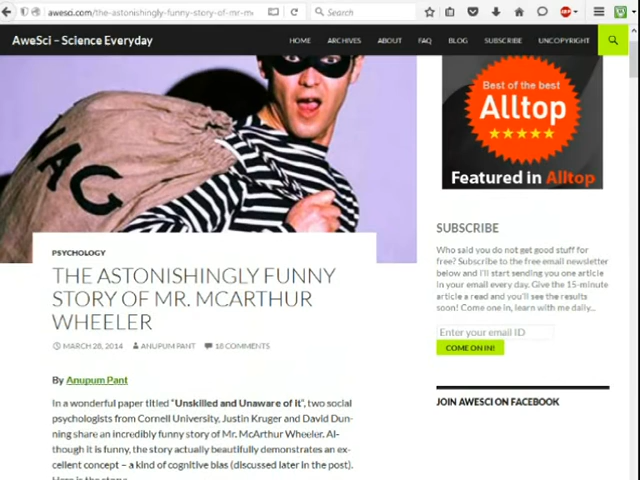 awesci.com/the-astonishingly-funny-story-of-mr-m
Search
AweSci – Science Everyday
HOME ARCHIVES ABOUT FAQ BLOG SUBSCRIBE UNCOPYRIGHT
Best of the best
Alltop
Featured in Alltop
PSYCHOLOGY
THE ASTONISHINGLY FUNNY
STORY OF MR. MCARTHUR
WHEELER
MARCH 28, 2014 ANUPUM PANT 18 COMMENTS
By Anupum Pant
In a wonderful paper titled “Unskilled and Unaware of it”, two social
psychologists from Cornell University, Justin Kruger and David Dun-
ning share an incredibly funny story of Mr. McArthur Wheeler. Al-
though it is funny, the story actually beautifully demonstrates an ex-
cellent concept – a kind of cognitive bias (discussed later in the post).
Here is the story
SUBSCRIBE
Who said you do not get good stuff for
free? Subscribe to the free email newsletter
below and I'll start sending you one article
in your email every day. Give the 15-minute
article a read and you'll see the results
soon! Come one in, learn with me daily...
Enter your email ID
COME ON IN!
JOIN AWESCI ON FACEBOOK